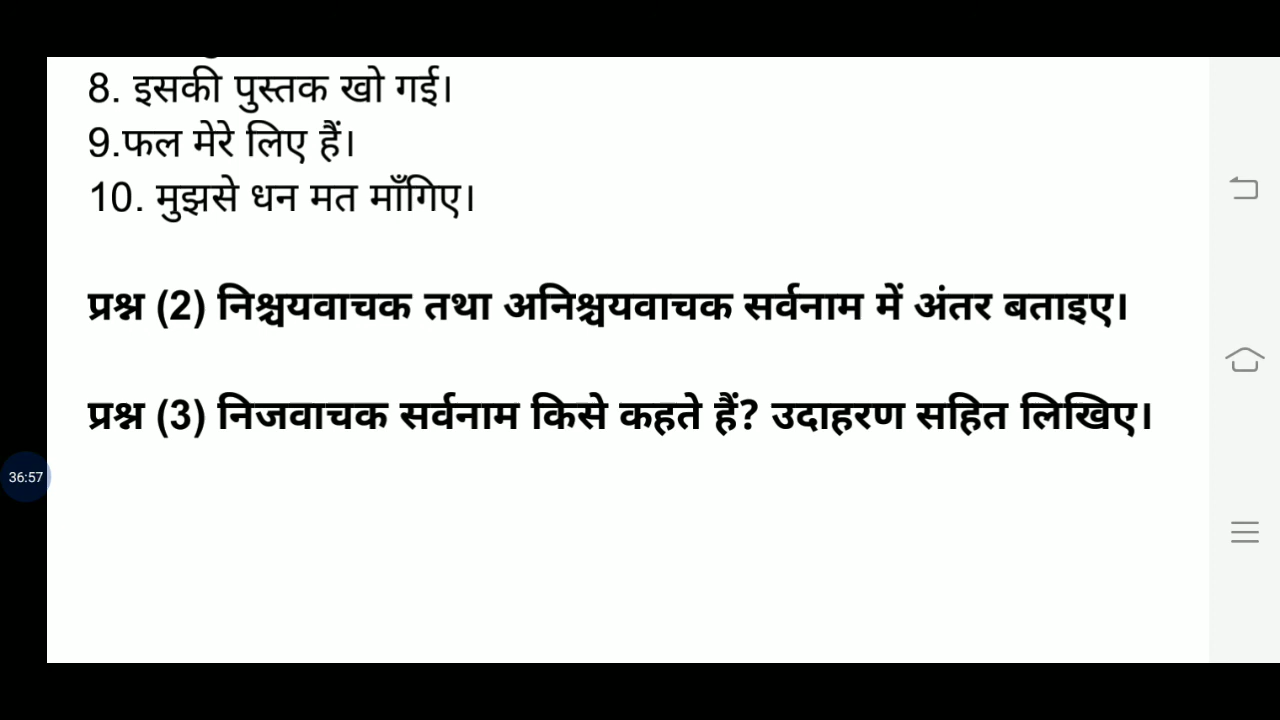 8. इसकी पुस्तक खो गई।
9.फल मेरे लिए हैं।
10. मुझसे धन मत माँगिए।
प्रश्न (2) निश्चयवाचक तथा अनिश्चयवाचक सर्वनाम में अंतर बताइए।
प्रश्न (3) निजवाचक सर्वनाम किसे कहते हैं? उदाहरण सहित लिखिए।
36:57